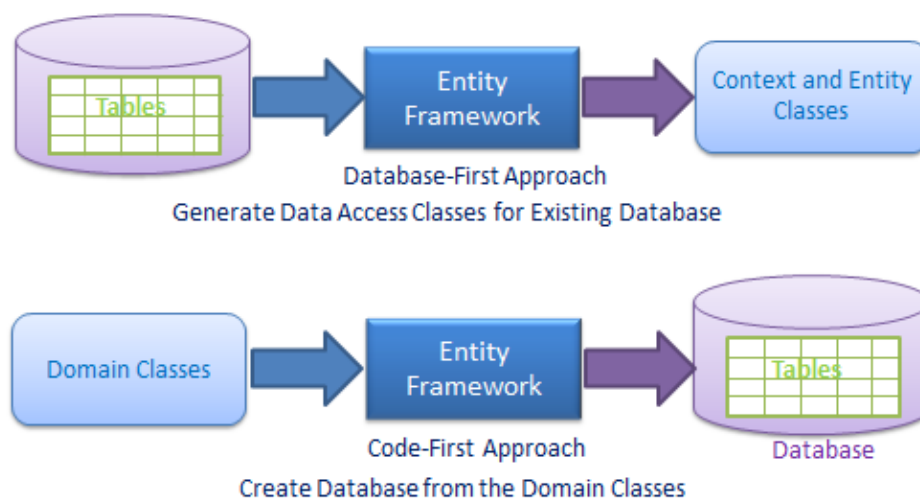 Tables
Entity
Framework
Context and Entity
Classes
Database-First Approach
Generate Data Access Classes for Existing Database
Domain Classes
Entity
Framework
Tables
Database
Code-First Approach
Create Database from the Domain Classes